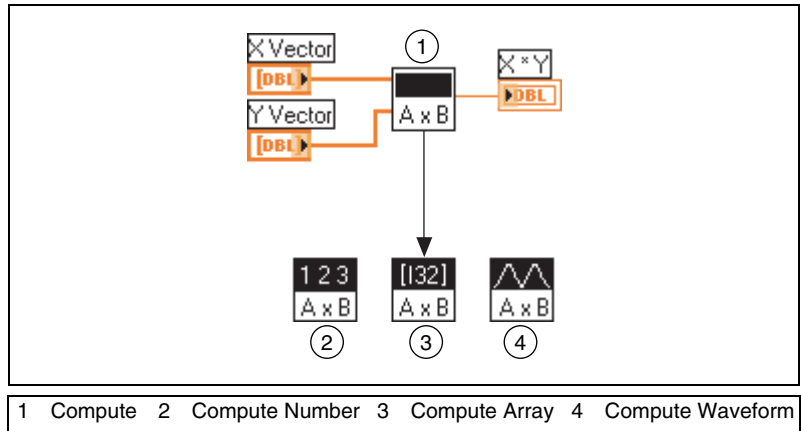 X Vector
1
[DBL]
X * Y
DBL
Y Vector
A x B
[DBL]
1 2 3
[I32]
A x B
A x B
A x B
2
3
4
1 Compute 2 Compute Number 3 Compute Array 4 Compute Waveform